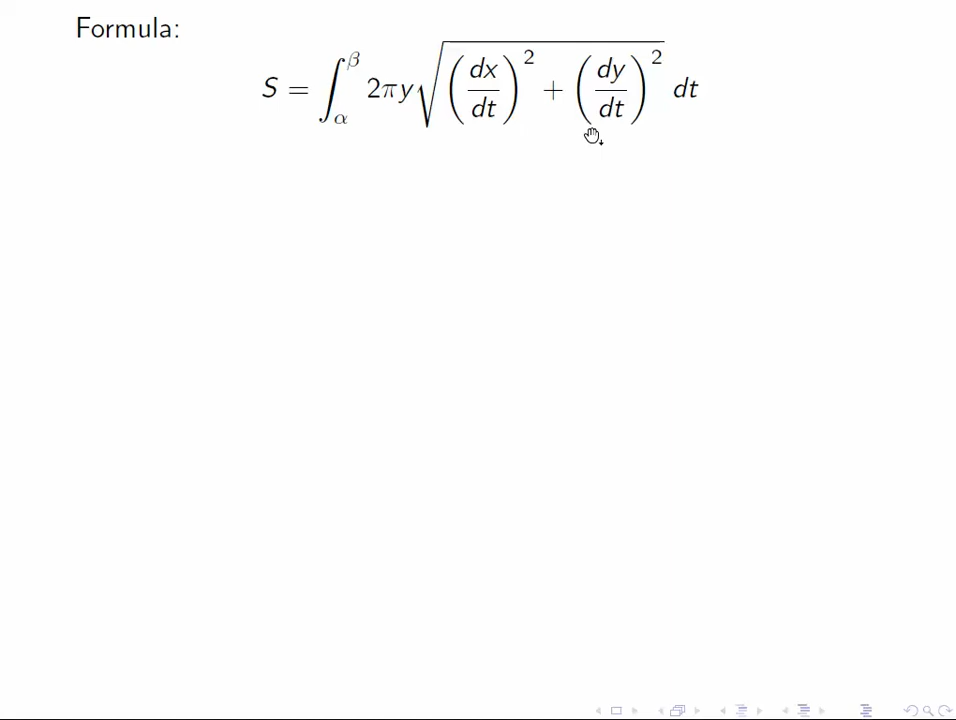 Formula:
S = ∫_α^β 2πy √((dx/dt)^2 + (dy/dt)^2) dt